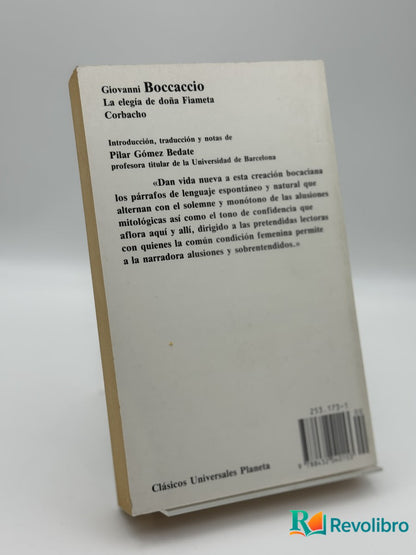 Giovanni Boccaccio
La elegía de doña Fiameta
Corbacho
Introducción, traducción y notas de
Pilar Gómez Bedate
profesora titular de la Universidad de Barcelona
«Dan vida nueva a esta creación bocaciana
los párrafos de lenguaje espontáneo y natural que
alternan con el solemne y monótono de las alusiones
mitológicas así como el tono de confidencia que
aflora aquí y allí, dirigido a las pretendidas lectoras
con quienes la común condición femenina permite
a la narradora alusiones y sobrentendidos.»
253.173-1
Clásicos Universales Planeta
Revolibro